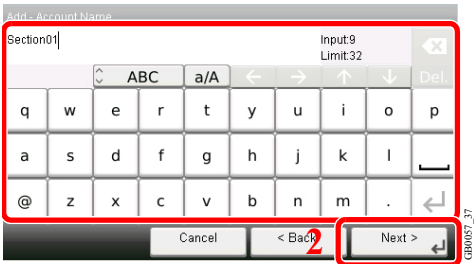 Add - Account Name
Section01
Input:9
Limit:32
ABC a/A Del.
q w e r t y u i o p
a s d f g h j k l
@ z x c v b n m .
Cancel < Back 2 Next >
GB0057_37